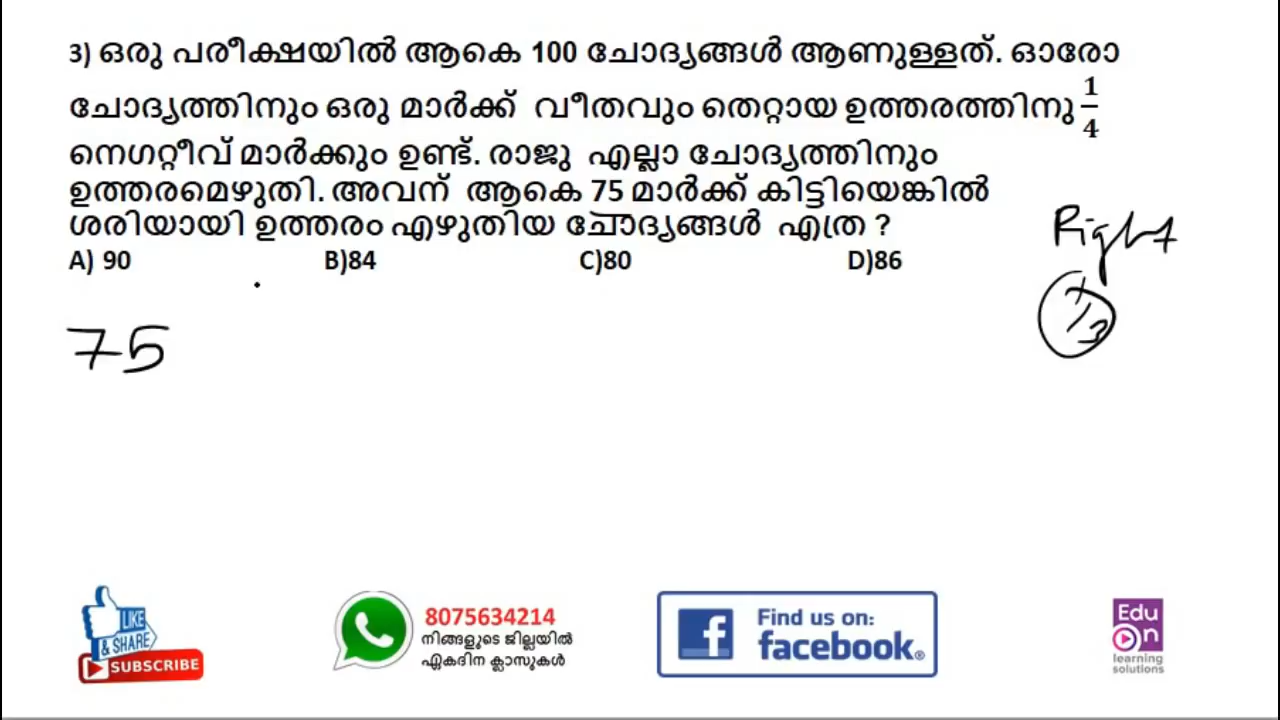 3) ഒരു പരീക്ഷയിൽ ആകെ 100 ചോദ്യങ്ങൾ ആണുള്ളത്. ഓരോ
ചോദ്യത്തിനും ഒരു മാർക്ക് വീതവും തെറ്റായ ഉത്തരത്തിനു 1/4
നെഗറ്റീവ് മാർക്കും ഉണ്ട്. രാജു എല്ലാ ചോദ്യത്തിനും
ഉത്തരമെഴുതി. അവന് ആകെ 75 മാർക്ക് കിട്ടിയെങ്കിൽ
ശരിയായി ഉത്തരം എഴുതിയ ചോദ്യങ്ങൾ എത്ര ?
A) 90 B)84 C)80 D)86
Right
1/3
75
LIKE
& SHARE
SUBSCRIBE
8075634214
നിങ്ങളുടെ ജില്ലയിൽ
ഏകദിന ക്ലാസുകൾ
Find us on:
facebook®
Edu
On
learning
solutions